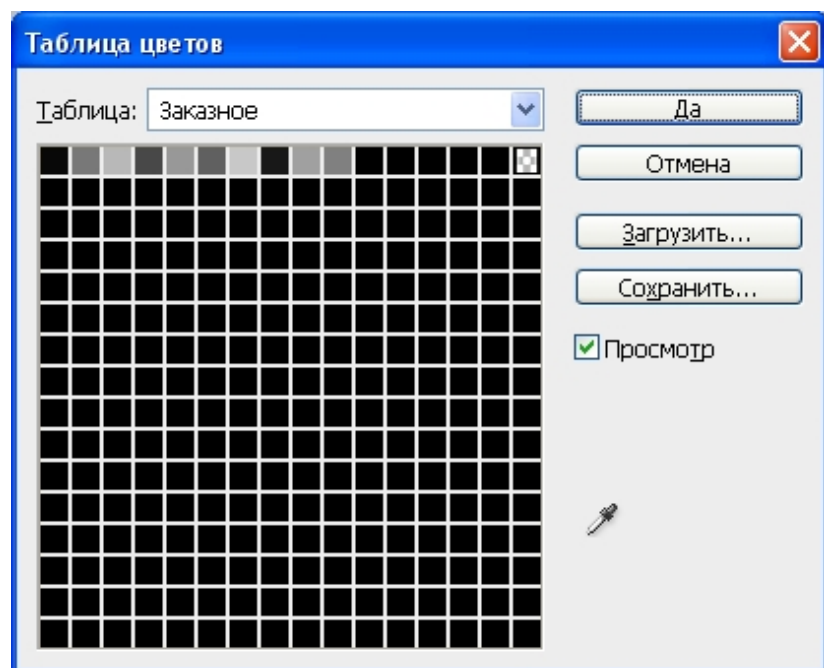 Таблица цветов
Таблица: Заказное
Да
Отмена
Загрузить...
Сохранить...
Просмотр